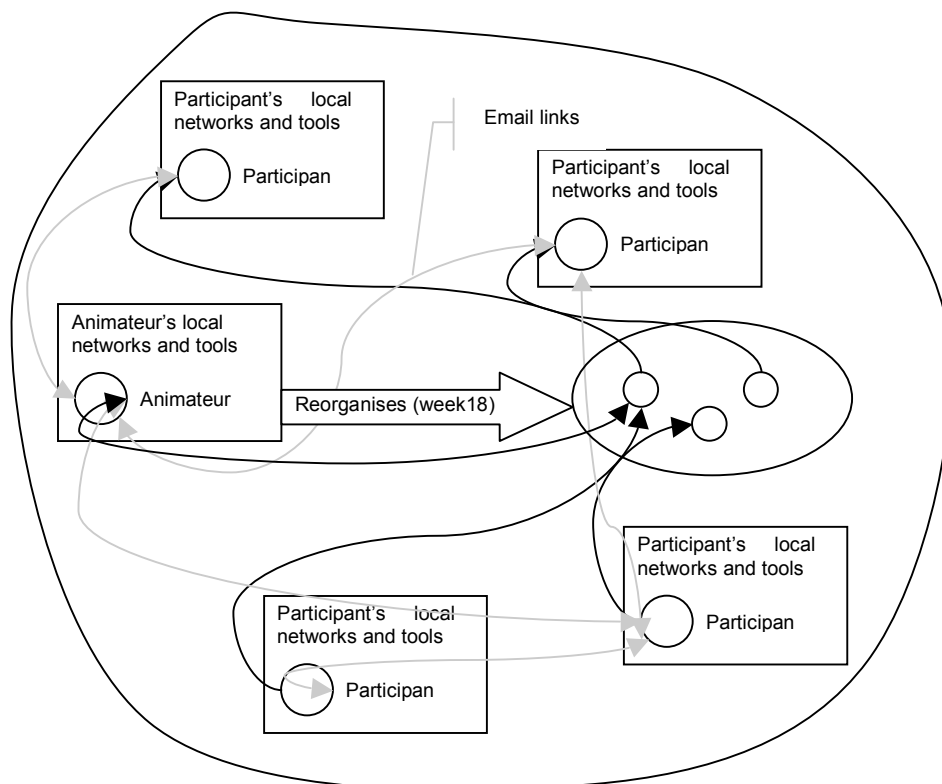 Participant's local
networks and tools
Participan
Email links
Participant's local
networks and tools
Participan
Animateur's local
networks and tools
Animateur
Reorganises (week18)
Participant's local
networks and tools
Participan
Participant's local
networks and tools
Participan